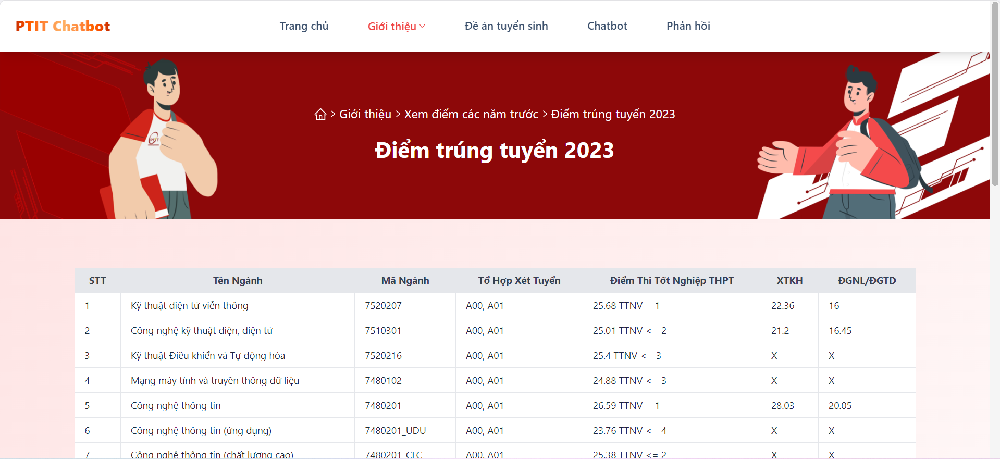 PTIT Chatbot
Trang chủ Giới thiệu Đề án tuyển sinh Chatbot Phản hồi
> Giới thiệu > Xem điểm các năm trước > Điểm trúng tuyển 2023
Điểm trúng tuyển 2023
PTIT
STT Tên Ngành Mã Ngành Tổ Hợp Xét Tuyển Điểm Thi Tốt Nghiệp THPT XTKH ĐGNL/ĐGTD
1 Kỹ thuật điện tử viễn thông 7520207 A00, A01 25.68 TTNV = 1 22.36 16
2 Công nghệ kỹ thuật điện, điện tử 7510301 A00, A01 25.01 TTNV <= 2 21.2 16.45
3 Kỹ thuật Điều khiển và Tự động hóa 7520216 A00, A01 25.4 TTNV <= 3 X X
4 Mạng máy tính và truyền thông dữ liệu 7480102 A00, A01 24.88 TTNV <= 3 X X
5 Công nghệ thông tin 7480201 A00, A01 26.59 TTNV = 1 28.03 20.05
6 Công nghệ thông tin (ứng dụng) 7480201_UDU A00, A01 23.76 TTNV <= 4 X X
7 Công nghệ thông tin (chất lượng cao) 7480201_CLC A00, A01 25.38 TTNV <= 2 X X